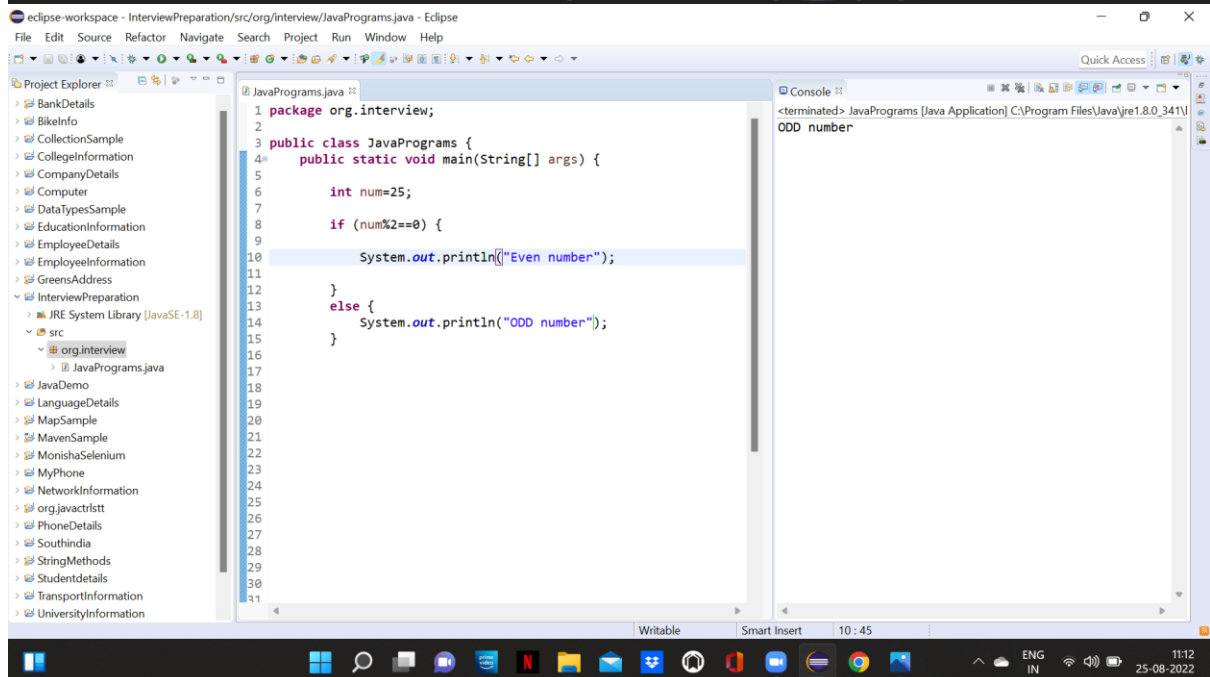 eclipse-workspace - InterviewPreparation/src/org/interview/JavaPrograms.java - Eclipse
File Edit Source Refactor Navigate Search Project Run Window Help
Quick Access
Project Explorer
BankDetails
BikeInfo
CollectionSample
CollegeInformation
CompanyDetails
Computer
DataTypesSample
EducationInformation
EmployeeDetails
EmployeeInformation
GreensAddress
InterviewPreparation
JRE System Library [JavaSE-1.8]
src
org.interview
JavaPrograms.java
JavaDemo
LanguageDetails
MapSample
MavenSample
MonishaSelenium
MyPhone
NetworkInformation
org.javactrlstt
PhoneDetails
Southindia
StringMethods
Studentdetails
TransportInformation
UniversityInformation
JavaPrograms.java
1 package org.interview;
2
3 public class JavaPrograms {
4 public static void main(String[] args) {
5
6 int num=25;
7
8 if (num%2==0) {
9
10 System.out.println("Even number");
11
12 }
13 else {
14 System.out.println("ODD number");
15 }
16
17
18
19
20
21
22
23
24
25
26
27
28
29
30
31
Console
<terminated> JavaPrograms [Java Application] C:\Program Files\Java\jre1.8.0_341\
ODD number
Writable Smart Insert 10 : 45
prime video
N
ENG
IN
11:12
25-08-2022